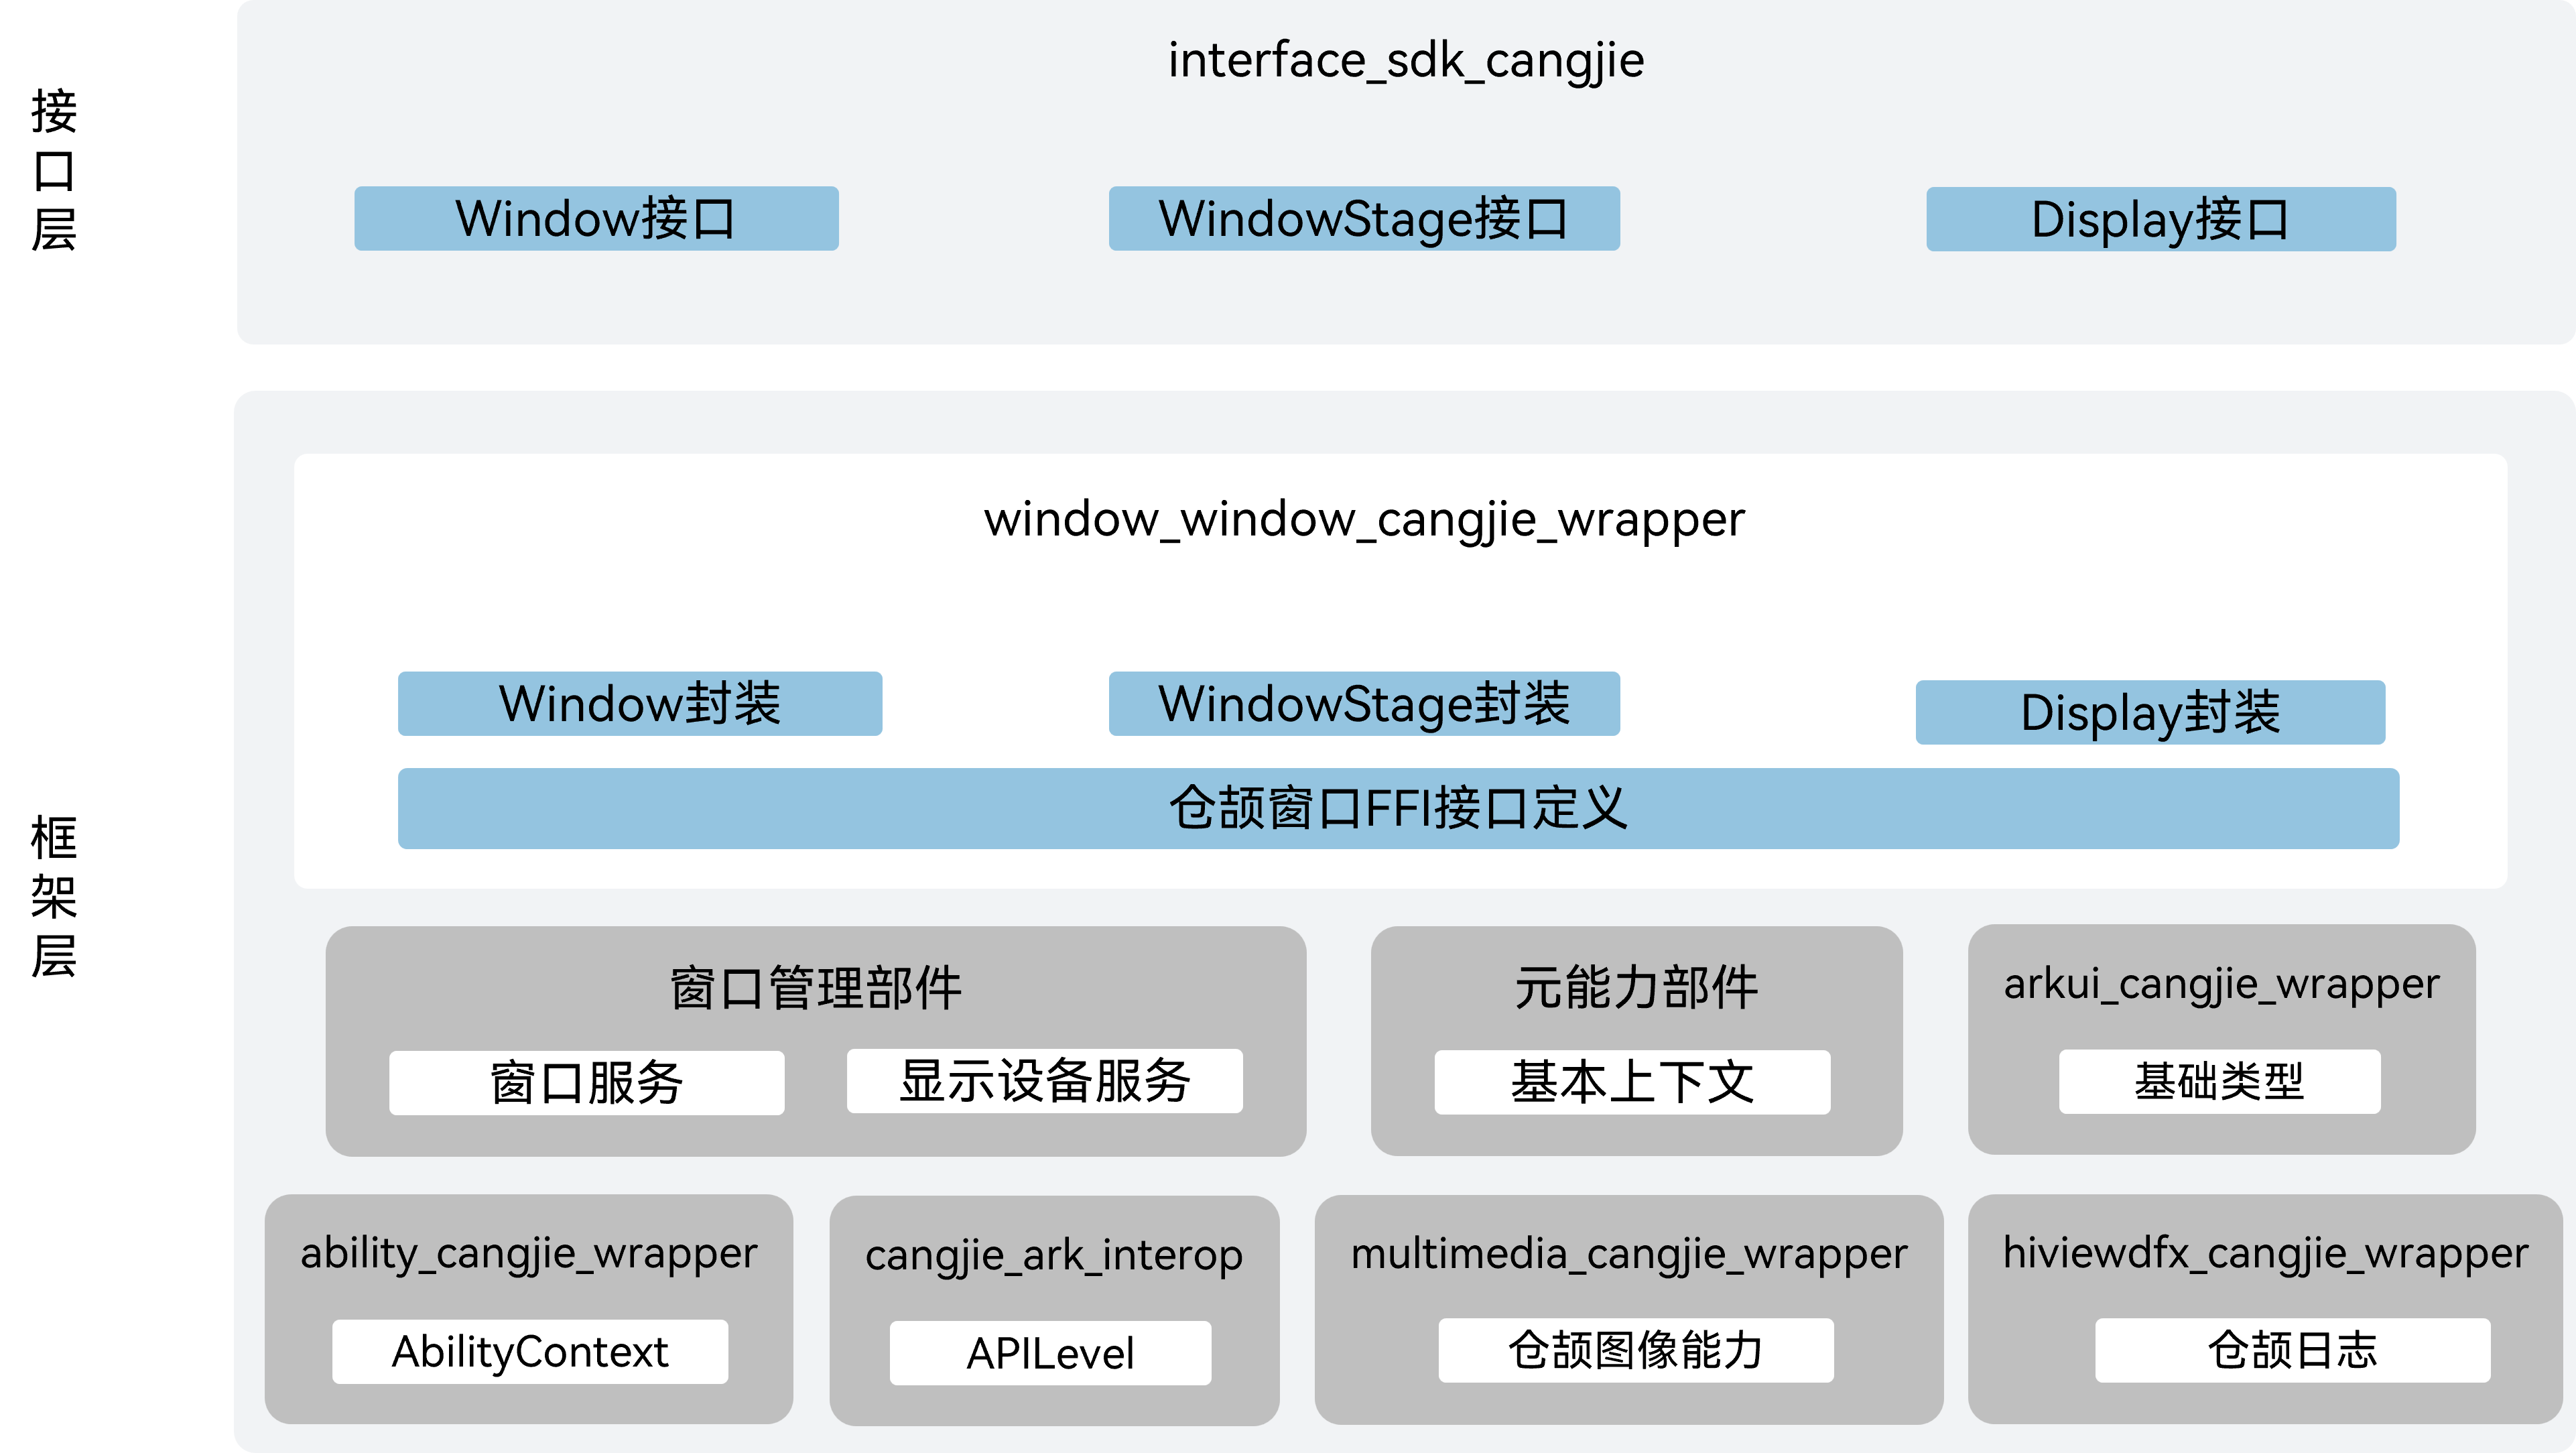 接口层
interface_sdk_cangjie
Window接口
WindowStage接口
Display接口
框架层
window_window_cangjie_wrapper
Window封装
WindowStage封装
Display封装
仓颉窗口FFI接口定义
窗口管理部件
窗口服务
显示设备服务
元能力部件
基本上下文
arkui_cangjie_wrapper
基础类型
ability_cangjie_wrapper
AbilityContext
cangjie_ark_interop
APILevel
multimedia_cangjie_wrapper
仓颉图像能力
hiviewdfx_cangjie_wrapper
仓颉日志